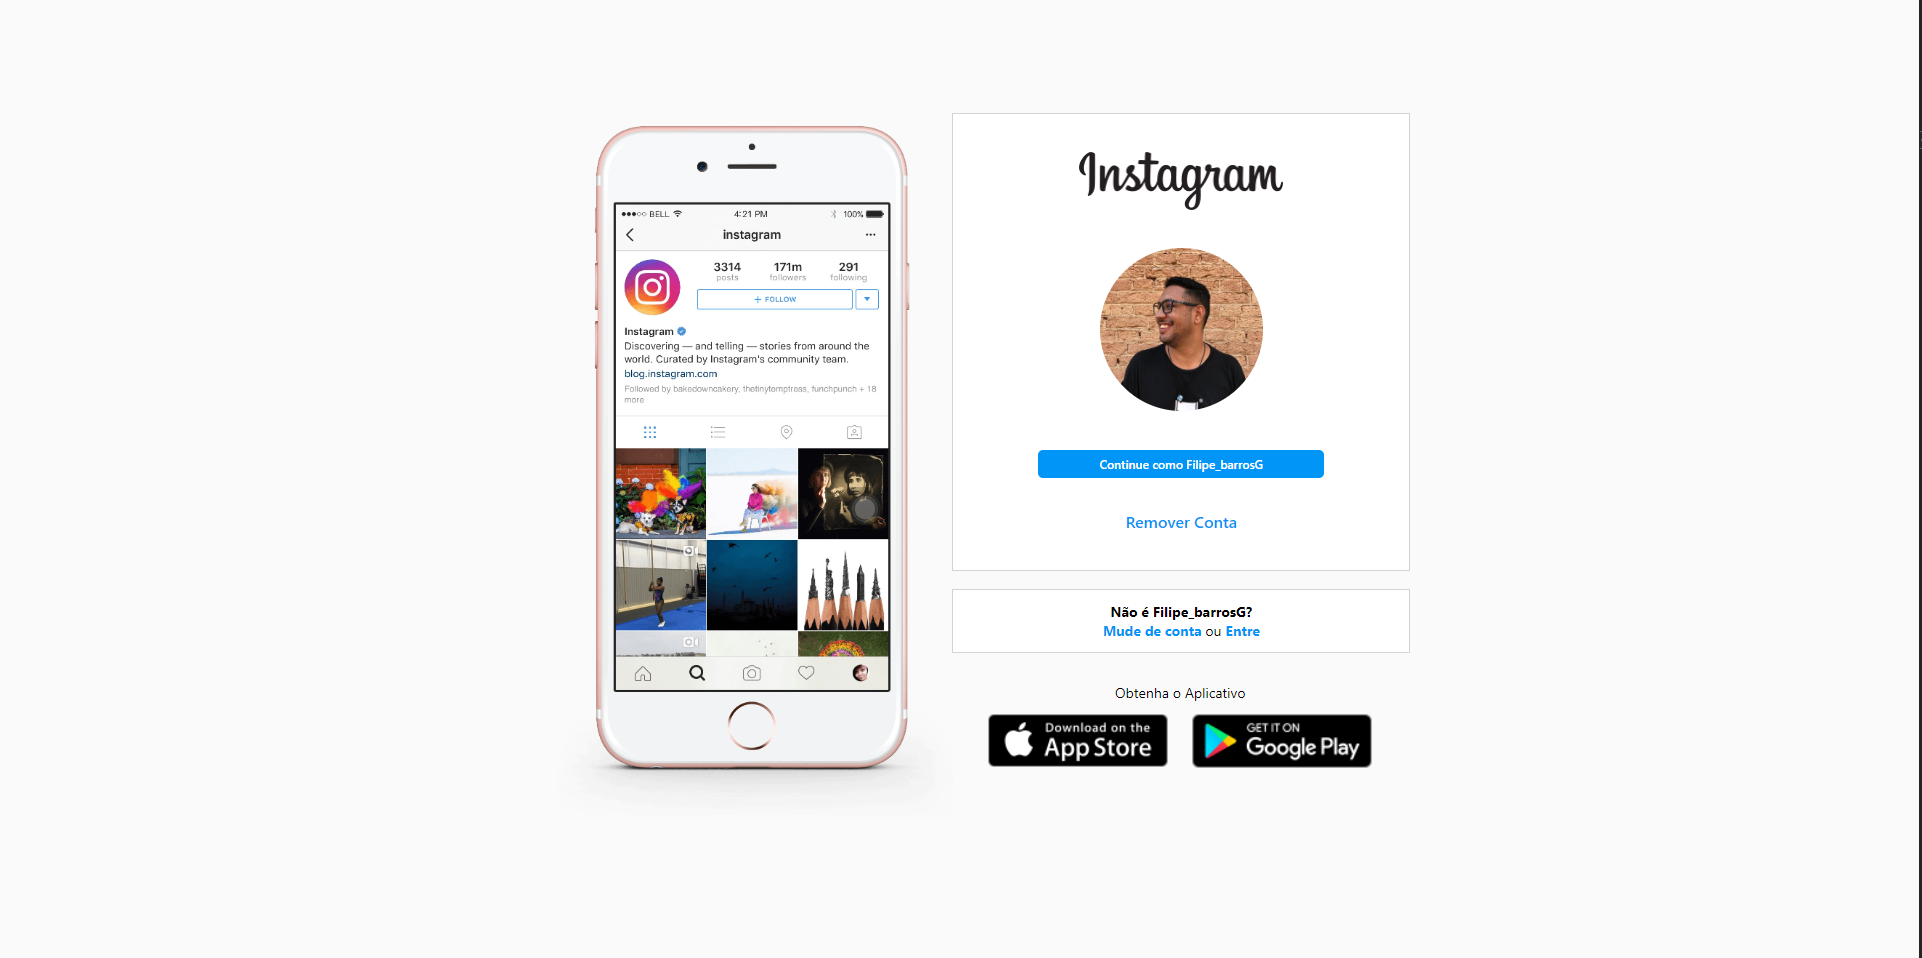 BELL
4:21 PM
100%
instagram
3314
171m
291
posts
followers
following
+ FOLLOW
Instagram
Discovering — and telling — stories from around the
world. Curated by Instagram's community team.
blog.instagram.com
Followed by bakedowncakery, thetinytemptress, funchpunch + 18
more
Instagram
Continue como Filipe_barrosG
Remover Conta
Não é Filipe_barrosG?
Mude de conta ou Entre
Obtenha o Aplicativo
Download on the
App Store
GET IT ON
Google Play